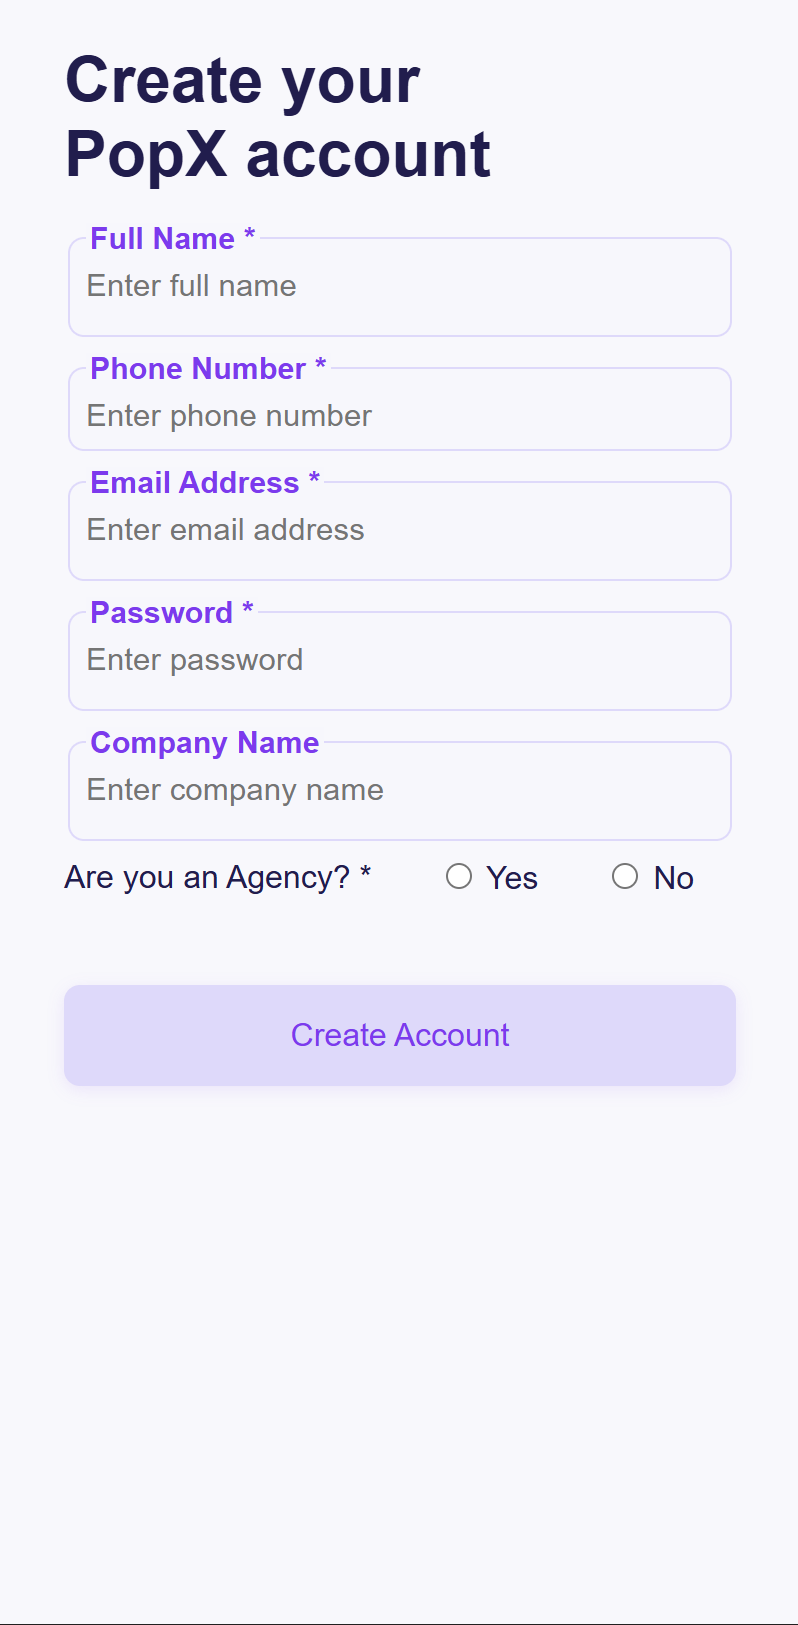 Create your
PopX account
Full Name *
Enter full name
Phone Number *
Enter phone number
Email Address *
Enter email address
Password *
Enter password
Company Name
Enter company name
Are you an Agency? * Yes No
Create Account